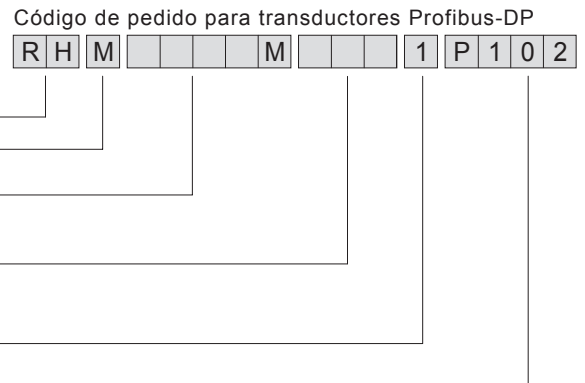 Código de pedido para transductores Profibus-DP
R H M M 1 P 1 0 2